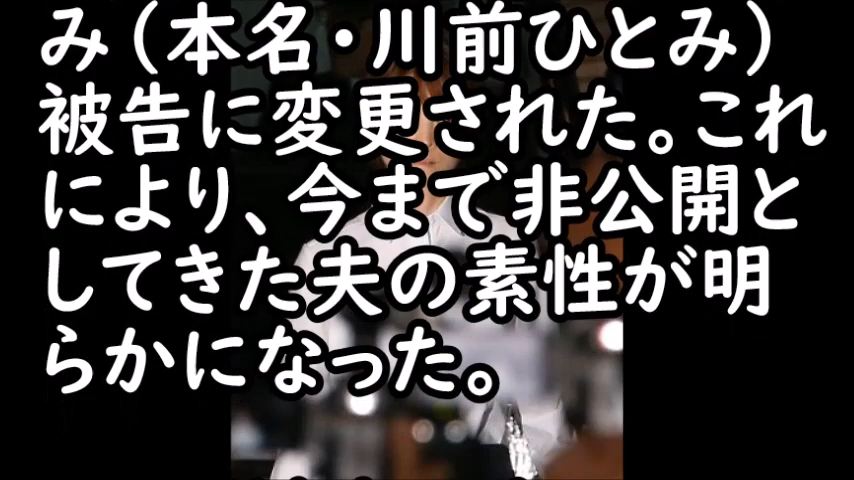 み（本名・川前ひとみ）
被告に変更された。これ
により、今まで非公開と
してきた夫の素性が明
らかになった。